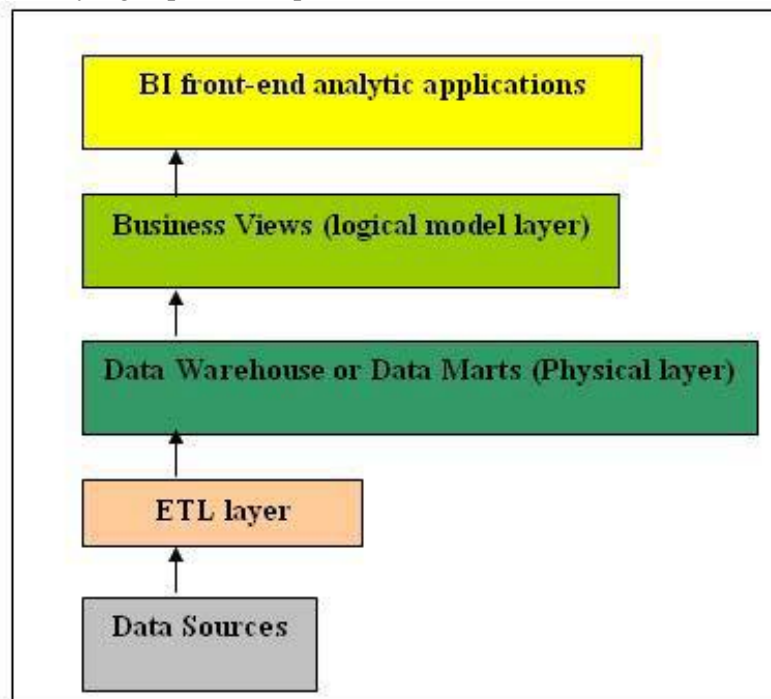 BI front-end analytic applications
Business Views (logical model layer)
Data Warehouse or Data Marts (Physical layer)
ETL layer
Data Sources